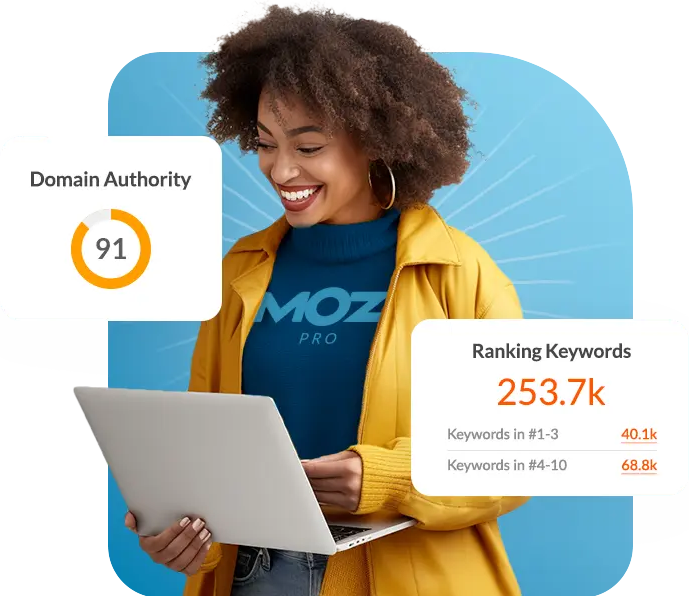 Domain Authority
91
MOZ
PRO
Ranking Keywords
253.7k
Keywords in #1-3 40.1k
Keywords in #4-10 68.8k